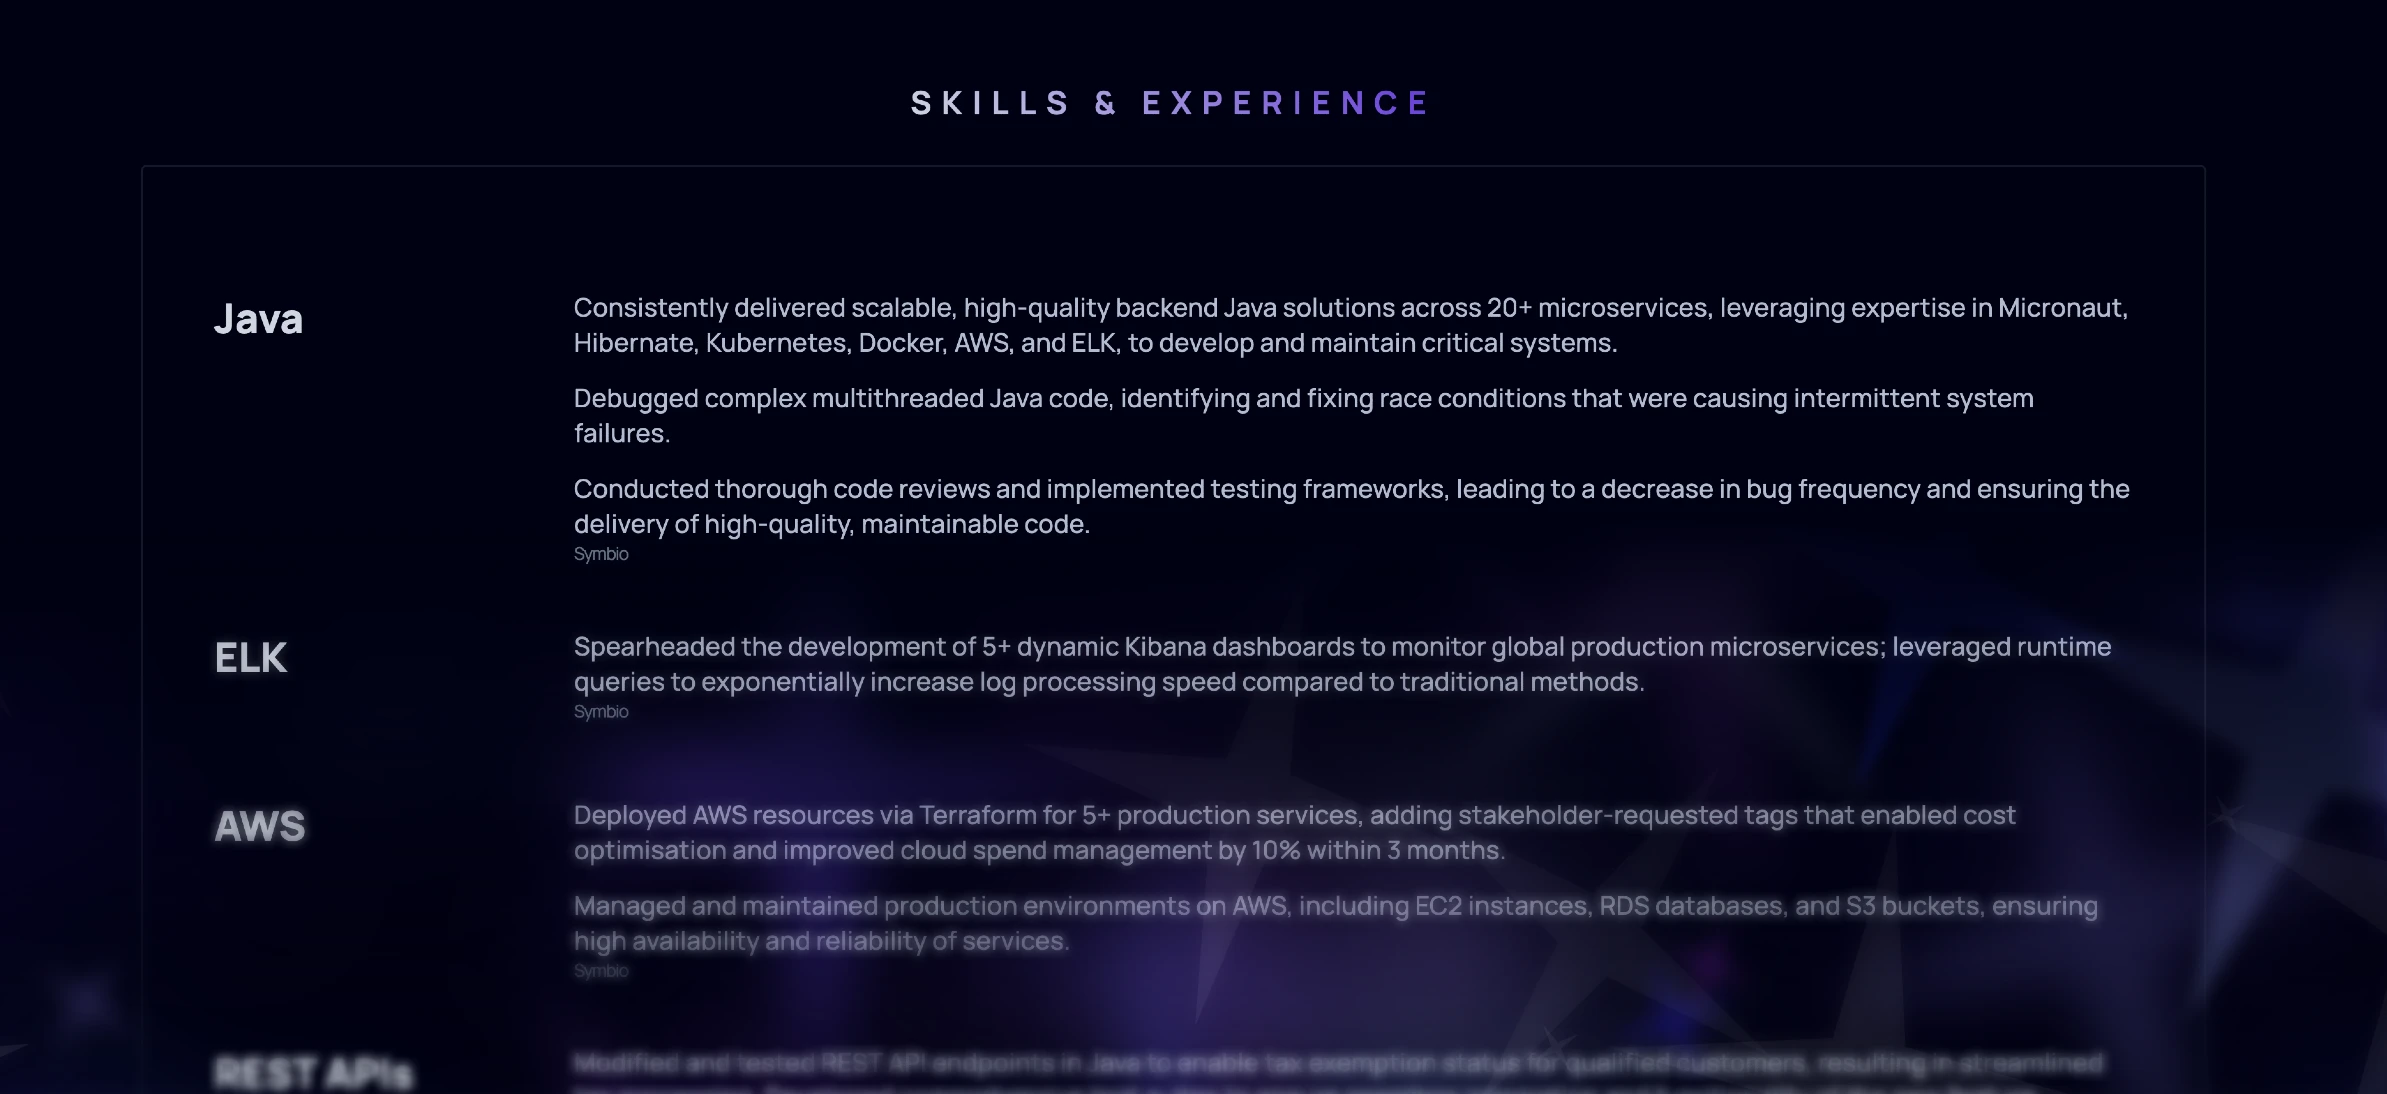 SKILLS & EXPERIENCE
Java
Consistently delivered scalable, high-quality backend Java solutions across 20+ microservices, leveraging expertise in Micronaut,
Hibernate, Kubernetes, Docker, AWS, and ELK, to develop and maintain critical systems.
Debugged complex multithreaded Java code, identifying and fixing race conditions that were causing intermittent system
failures.
Conducted thorough code reviews and implemented testing frameworks, leading to a decrease in bug frequency and ensuring the
delivery of high-quality, maintainable code.
Symbio
ELK
Spearheaded the development of 5+ dynamic Kibana dashboards to monitor global production microservices; leveraged runtime
queries to exponentially increase log processing speed compared to traditional methods.
Symbio
AWS
Deployed AWS resources via Terraform for 5+ production services, adding stakeholder-requested tags that enabled cost
optimisation and improved cloud spend management by 10% within 3 months.
Managed and maintained production environments on AWS, including EC2 instances, RDS databases, and S3 buckets, ensuring
high availability and reliability of services.
Symbio
REST APIs
Modified and tested REST API endpoints in Java to enable tax exemption status for qualified customers, resulting in streamlined